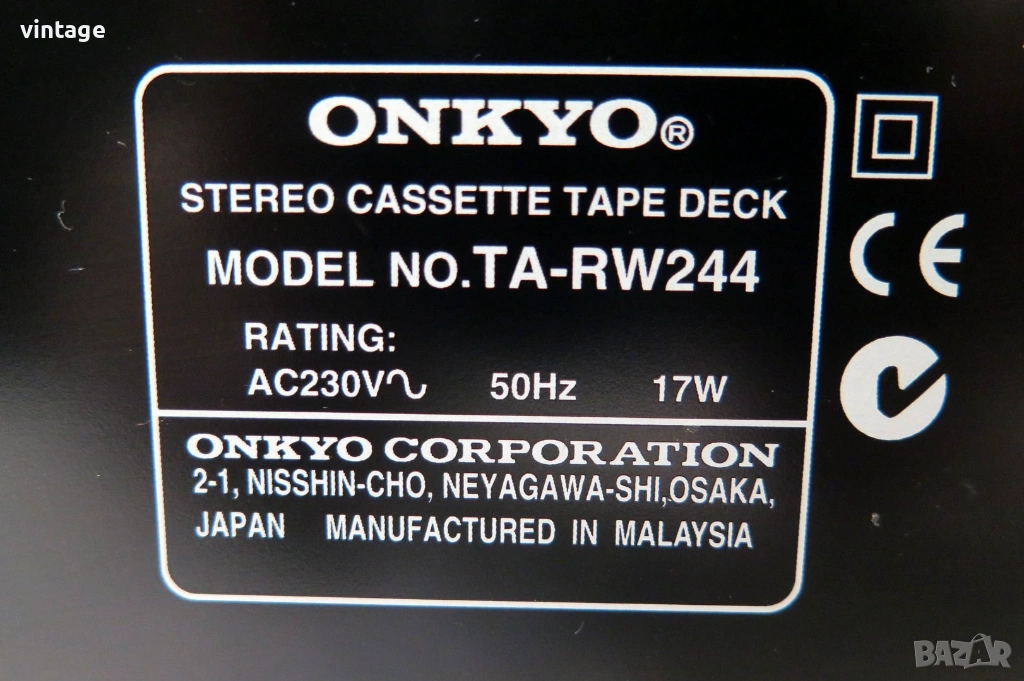 vintage
ONKYO®
STEREO CASSETTE TAPE DECK
MODEL NO.TA-RW244
RATING:
AC230V∿ 50Hz 17W
ONKYO CORPORATION
2-1, NISSHIN-CHO, NEYAGAWA-SHI,OSAKA,
JAPAN MANUFACTURED IN MALAYSIA
CE
BAZAR